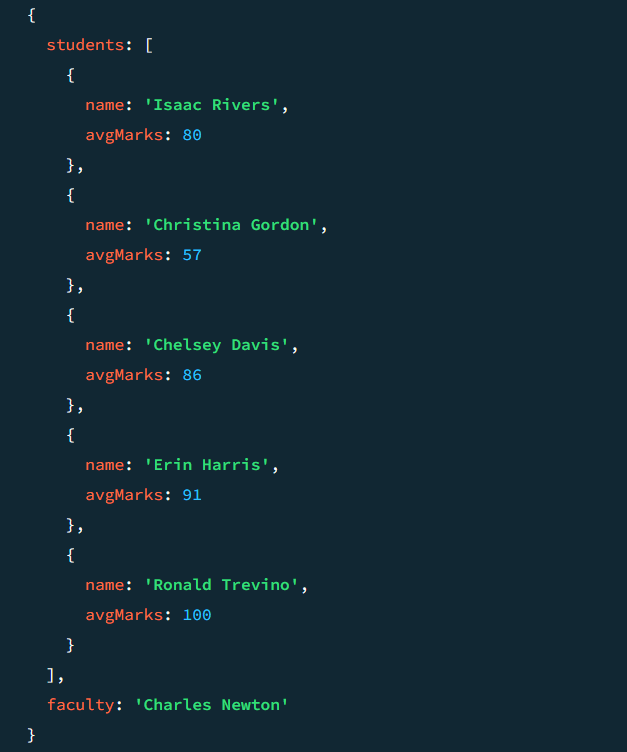 {
  students: [
    {
      name: 'Isaac Rivers',
      avgMarks: 80
    },
    {
      name: 'Christina Gordon',
      avgMarks: 57
    },
    {
      name: 'Chelsey Davis',
      avgMarks: 86
    },
    {
      name: 'Erin Harris',
      avgMarks: 91
    },
    {
      name: 'Ronald Trevino',
      avgMarks: 100
    }
  ],
  faculty: 'Charles Newton'
}